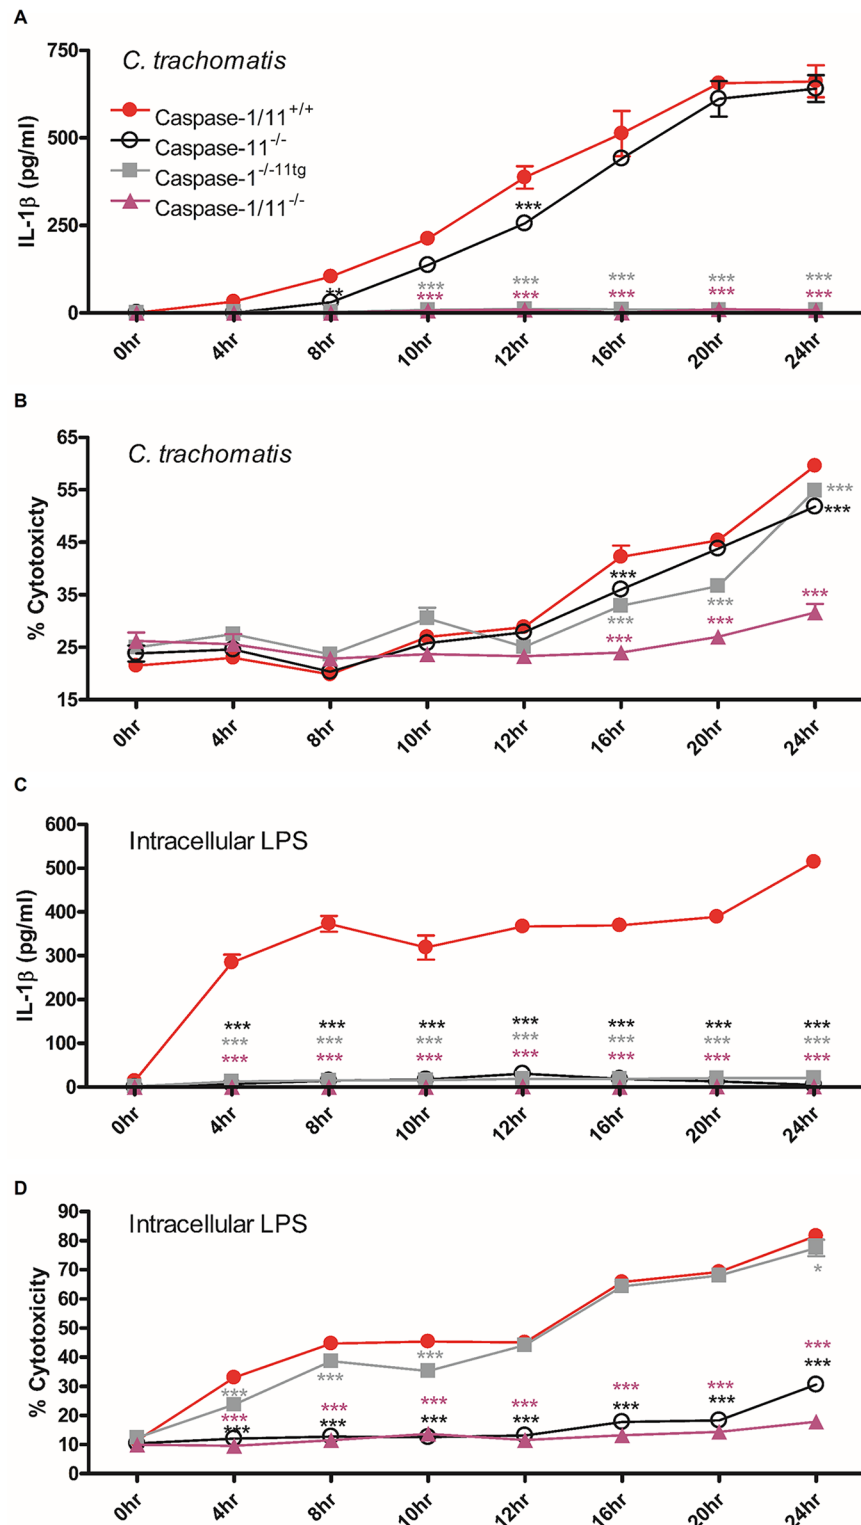 A
C. trachomatis
Caspase-1/11+/+
Caspase-11-/-
Caspase-1-/-11tg
Caspase-1/11-/-
IL-1β (pg/ml)
750
500
250
0
**
***
*** *** *** *** *** ***
*** *** *** *** *** ***
0hr 4hr 8hr 10hr 12hr 16hr 20hr 24hr
B
C. trachomatis
% Cytotoxicty
65
55
45
35
25
15
***
***
***
***
*** ***
*** ***
0hr 4hr 8hr 10hr 12hr 16hr 20hr 24hr
C
Intracellular LPS
IL-1β (pg/ml)
600
500
400
300
200
100
0
*** *** *** *** *** *** ***
*** *** *** *** *** *** ***
*** *** *** *** *** *** ***
0hr 4hr 8hr 10hr 12hr 16hr 20hr 24hr
D
Intracellular LPS
% Cytotoxicity
90
80
70
60
50
40
30
20
10
0
*
*** *** ***
*** *** *** *** *** *** ***
*** *** *** *** *** *** ***
0hr 4hr 8hr 10hr 12hr 16hr 20hr 24hr